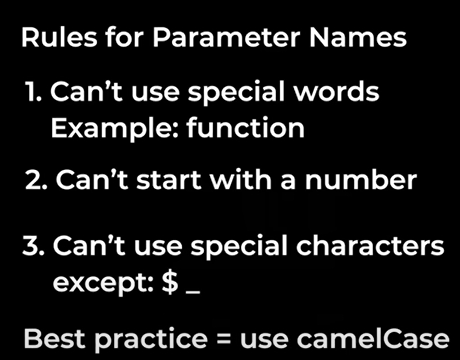 Rules for Parameter Names
1. Can’t use special words
Example: function
2. Can’t start with a number
3. Can’t use special characters
except: $ _
Best practice = use camelCase